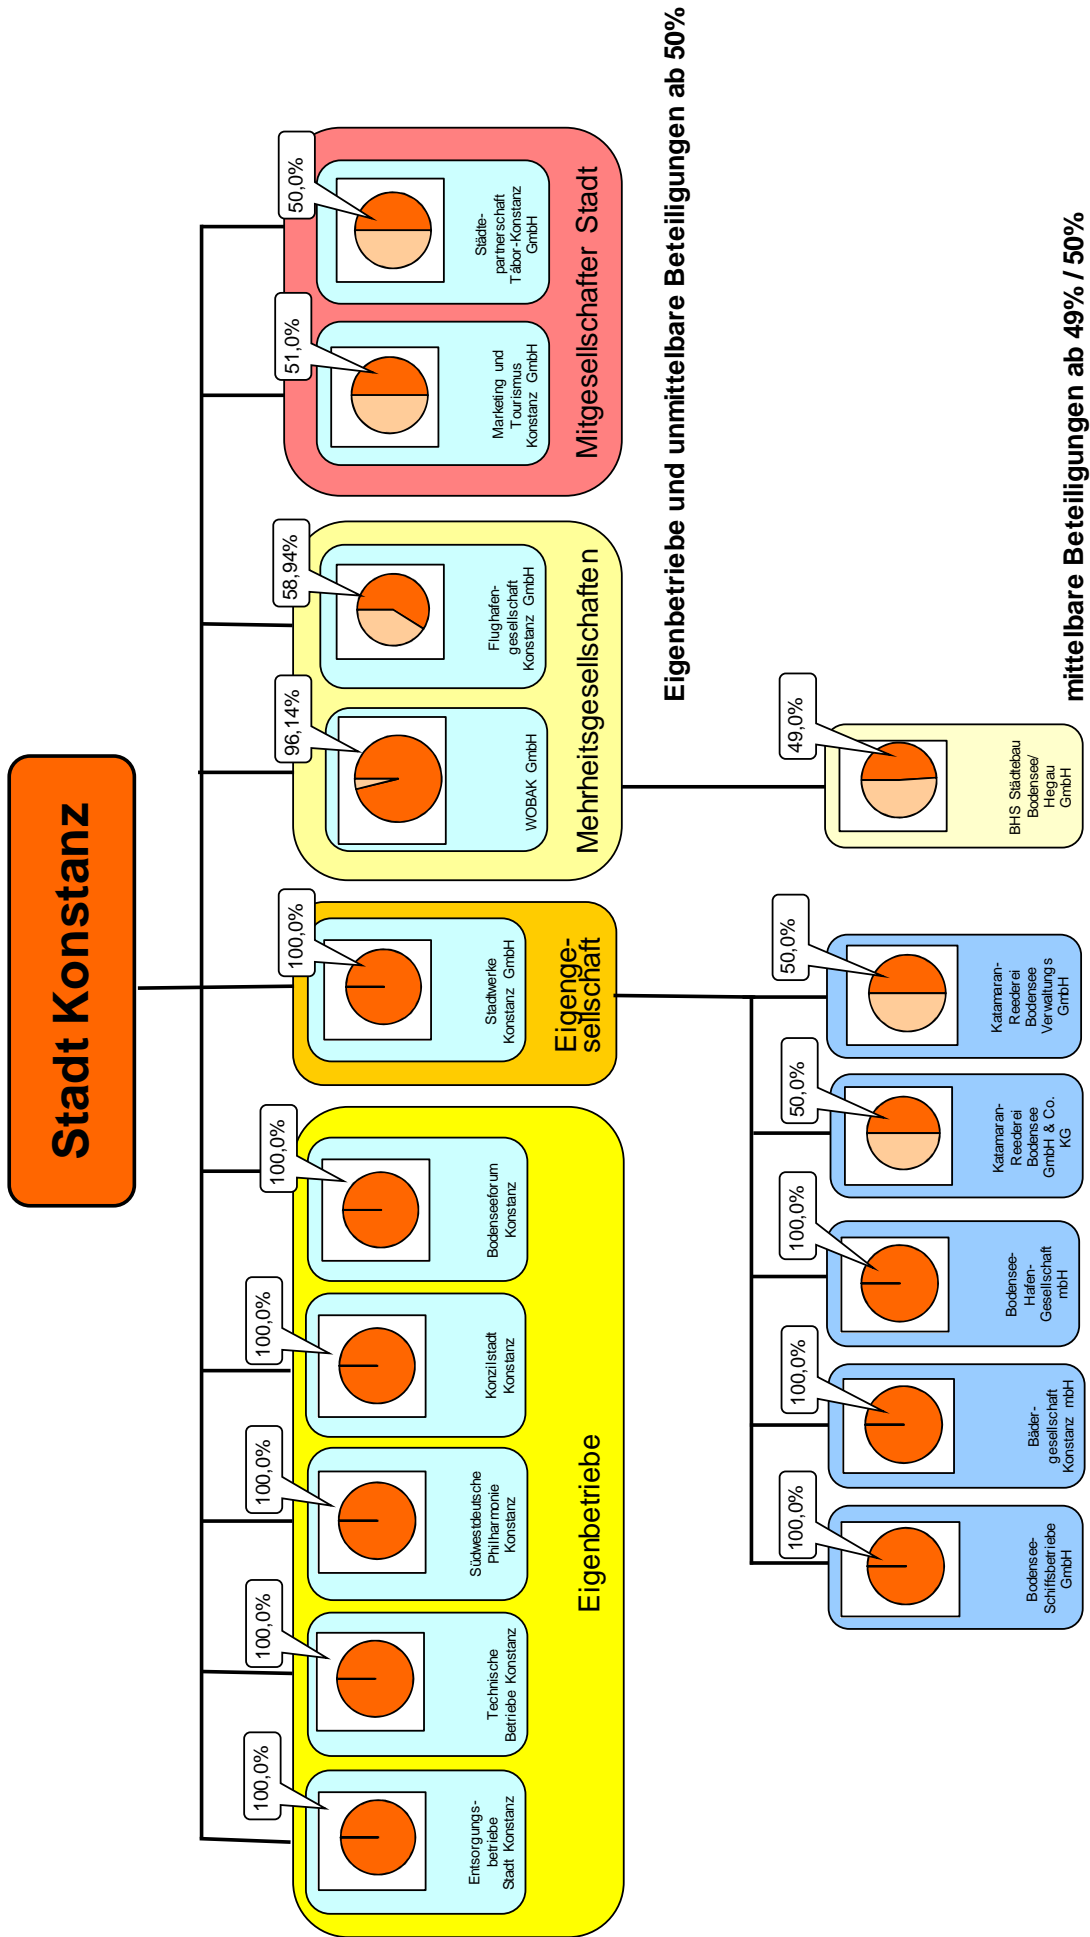 Stadt Konstanz
100,0%
100,0%
100,0%
100,0%
100,0%
100,0%
96,14%
58,94%
51,0%
50,0%
Entsorgungs-
betriebe
Stadt Konstanz
Technische
Betriebe Konstanz
Südwestdeutsche
Philharmonie
Konstanz
Konzilstadt
Konstanz
Bodenseeforum
Konstanz
Eigenbetriebe
Stadtwerke
Konstanz GmbH
Eigenge-
sellschaft
WOBAK GmbH
Flughafen-
gesellschaft
Konstanz GmbH
Mehrheitsgesellschaften
Marketing und
Tourismus
Konstanz GmbH
Städte-
partnerschaft
Tábor-Konstanz
GmbH
Mitgesellschafter Stadt
Eigenbetriebe und unmittelbare Beteiligungen ab 50%
100,0%
100,0%
100,0%
50,0%
50,0%
49,0%
Bodensee-
Schiffsbetriebe
GmbH
Bäder-
gesellschaft
Konstanz mbH
Bodensee-
Hafen-
Gesellschaft
mbH
Katamaran-
Reederei
Bodensee
GmbH & Co.
KG
Katamaran-
Reederei
Bodensee
Verwaltungs
GmbH
BHS Städtebau
Bodensee/
Hegau
GmbH
mittelbare Beteiligungen ab 49% / 50%